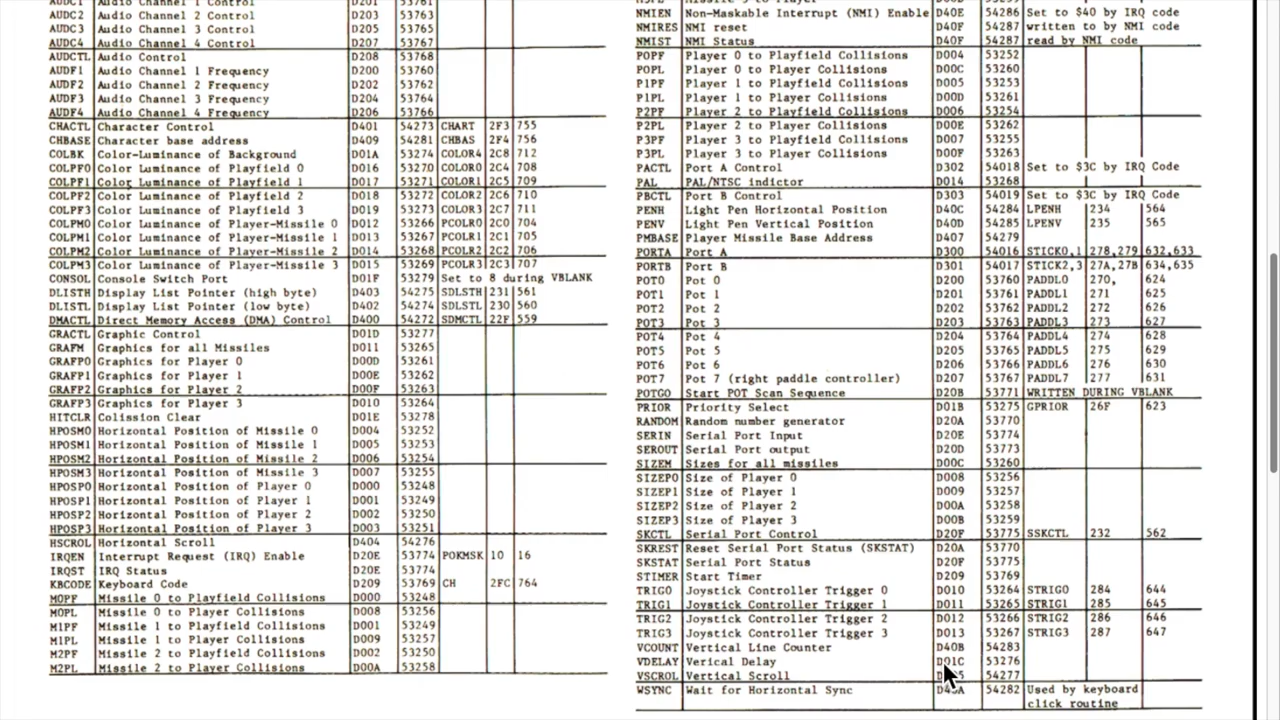 AUDC1 Audio Channel 1 Control D201 53761
AUDC2 Audio Channel 2 Control D203 53763
AUDC3 Audio Channel 3 Control D205 53765
AUDC4 Audio Channel 4 Control D207 53767
AUDCTL Audio Control D208 53768
AUDF1 Audio Channel 1 Frequency D200 53760
AUDF2 Audio Channel 2 Frequency D202 53762
AUDF3 Audio Channel 3 Frequency D204 53764
AUDF4 Audio Channel 4 Frequency D206 53766
CHACTL Character Control D401 54273 CHART 2F3 755
CHBASE Character base address D409 54281 CHBAS 2F4 756
COLBK Color-Luminance of Background D01A 53274 COLOR4 2C8 712
COLPF0 Color Luminance of Playfield 0 D016 53270 COLOR0 2C4 708
COLPF1 Color Luminance of Playfield 1 D017 53271 COLOR1 2C5 709
COLPF2 Color Luminance of Playfield 2 D018 53272 COLOR2 2C6 710
COLPF3 Color Luminance of Playfield 3 D019 53273 COLOR3 2C7 711
COLPM0 Color Luminance of Player-Missile 0 D012 53266 PCOLR0 2C0 704
COLPM1 Color Luminance of Player-Missile 1 D013 53267 PCOLR1 2C1 705
COLPM2 Color Luminance of Player-Missile 2 D014 53268 PCOLR2 2C2 706
COLPM3 Color Luminance of Player-Missile 3 D015 53269 PCOLR3 2C3 707
CONSOL Console Switch Port D01F 53279 Set to 8 during VBLANK
DLISTH Display List Pointer (high byte) D403 54275 SDLSTH 231 561
DLISTL Display List Pointer (low byte) D402 54274 SDLSTL 230 560
DMACTL Direct Memory Access (DMA) Control D400 54272 SDMCTL 22F 559
GRACTL Graphic Control D01D 53277
GRAFM Graphics for all Missiles D011 53265
GRAFP0 Graphics for Player 0 D00D 53261
GRAFP1 Graphics for Player 1 D00E 53262
GRAFP2 Graphics for Player 2 D00F 53263
GRAFP3 Graphics for Player 3 D010 53264
HITCLR Collission Clear D01E 53278
HPOSM0 Horizontal Position of Missile 0 D004 53252
HPOSM1 Horizontal Position of Missile 1 D005 53253
HPOSM2 Horizontal Position of Missile 2 D006 53254
HPOSM3 Horizontal Position of Missile 3 D007 53255
HPOSP0 Horizontal Position of Player 0 D000 53248
HPOSP1 Horizontal Position of Player 1 D001 53249
HPOSP2 Horizontal Position of Player 2 D002 53250
HPOSP3 Horizontal Position of Player 3 D003 53251
HSCROL Horizontal Scroll D404 54276
IRQEN Interrupt Request (IRQ) Enable D20E 53774 POKMSK 10 16
IRQST IRQ Status D20E 53774
KBCODE Keyboard Code D209 53769 CH 2FC 764
M0PF Missile 0 to Playfield Collisions D000 53248
M0PL Missile 0 to Player Collisions D008 53256
M1PF Missile 1 to Playfield Collisions D001 53249
M1PL Missile 1 to Player Collisions D009 53257
M2PF Missile 2 to Playfield Collisions D002 53250
M2PL Missile 2 to Player Collisions D00A 53258
NMIEN Non-Maskable Interrupt (NMI) Enable D40E 54286 Set to $40 by IRQ code
NMIRES NMI reset D40F 54287 written to by NMI code
NMIST NMI Status D40F 54287 read by NMI code
P0PF Player 0 to Playfield Collisions D004 53252
P0PL Player 0 to Player Collisions D00C 53260
P1PF Player 1 to Playfield Collisions D005 53253
P1PL Player 1 to Player Collisions D00D 53261
P2PF Player 2 to Playfield Collisions D006 53254
P2PL Player 2 to Player Collisions D00E 53262
P3PF Player 3 to Playfield Collisions D007 53255
P3PL Player 3 to Player Collisions D00F 53263
PACTL Port A Control D302 54018 Set to $3C by IRQ Code
PAL PAL/NTSC indictor D014 53268
PBCTL Port B Control D303 54019 Set to $3C by IRQ Code
PENH Light Pen Horizontal Position D40C 54284 LPENH 234 564
PENV Light Pen Vertical Position D40D 54285 LPENV 235 565
PMBASE Player Missile Base Address D407 54279
PORTA Port A D300 54016 STICK0,1 278,279 632,633
PORTB Port B D301 54017 STICK2,3 27A,27B 634,635
POT0 Pot 0 D200 53760 PADDL0 270, 624
POT1 Pot 1 D201 53761 PADDL1 271 625
POT2 Pot 2 D202 53762 PADDL2 272 626
POT3 Pot 3 D203 53763 PADDL3 273 627
POT4 Pot 4 D204 53764 PADDL4 274 628
POT5 Pot 5 D205 53765 PADDL5 275 629
POT6 Pot 6 D206 53766 PADDL6 276 630
POT7 Pot 7 (right paddle controller) D207 53767 PADDL7 277 631
POTGO Start POT Scan Sequence D20B 53771 WRITTEN DURING VBLANK
PRIOR Priority Select D01B 53275 GPRIOR 26F 623
RANDOM Random number generator D20A 53770
SERIN Serial Port Input D20E 53774
SEROUT Serial Port output D20D 53773
SIZEM Sizes for all missiles D00C 53260
SIZEP0 Size of Player 0 D008 53256
SIZEP1 Size of Player 1 D009 53257
SIZEP2 Size of Player 2 D00A 53258
SIZEP3 Size of Player 3 D00B 53259
SKCTL Serial Port Control D20F 53775 SSKCTL 232 562
SKREST Reset Serial Port Status (SKSTAT) D20A 53770
SKSTAT Serial Port Status D20F 53775
STIMER Start Timer D209 53769
TRIG0 Joystick Controller Trigger 0 D010 53264 STRIG0 284 644
TRIG1 Joystick Controller Trigger 1 D011 53265 STRIG1 285 645
TRIG2 Joystick Controller Trigger 2 D012 53266 STRIG2 286 646
TRIG3 Joystick Controller Trigger 3 D013 53267 STRIG3 287 647
VCOUNT Vertical Line Counter D40B 54283
VDELAY Verical Delay D01C 53276
VSCROL Vertical Scroll 54277
WSYNC Wait for Horizontal Sync 54282 Used by keyboard
click routine